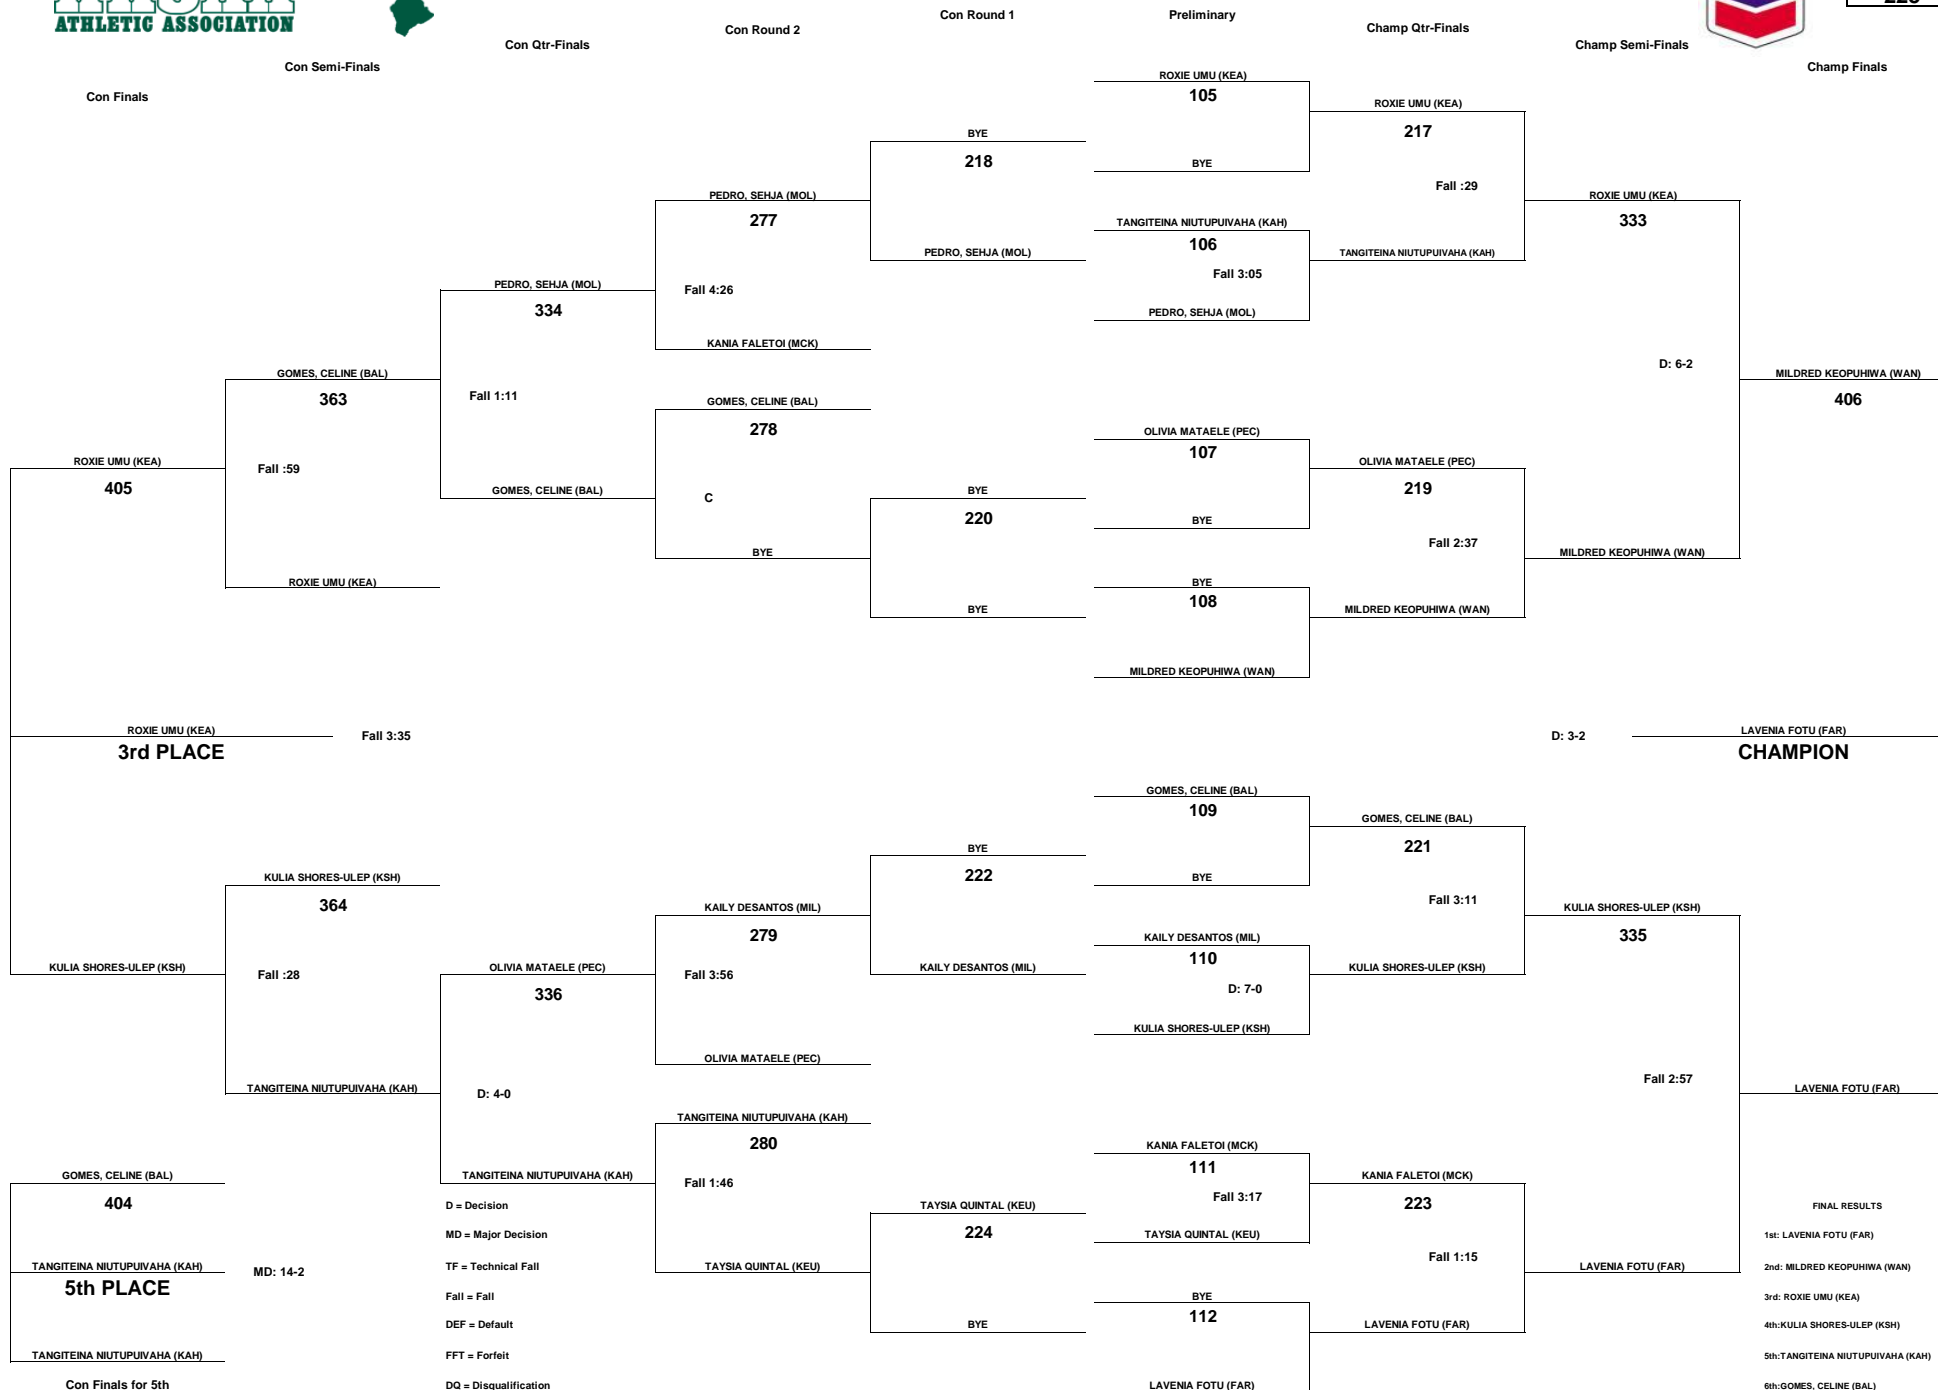 ATHLETIC ASSOCIATION
Con Finals
Con Semi-Finals
Con Qtr-Finals
Con Round 2
Con Round 1
Preliminary
Champ Qtr-Finals
Champ Semi-Finals
Champ Finals
ROXIE UMU (KEA)
105
BYE
TANGITEINA NIUTUPUIVAHA (KAH)
106
Fall 3:05
PEDRO, SEHJA (MOL)
OLIVIA MATAELE (PEC)
107
BYE
BYE
108
MILDRED KEOPUHIWA (WAN)
ROXIE UMU (KEA)
217
Fall :29
TANGITEINA NIUTUPUIVAHA (KAH)
OLIVIA MATAELE (PEC)
219
Fall 2:37
MILDRED KEOPUHIWA (WAN)
ROXIE UMU (KEA)
333
D: 6-2
MILDRED KEOPUHIWA (WAN)
MILDRED KEOPUHIWA (WAN)
406
BYE
218
PEDRO, SEHJA (MOL)
BYE
220
BYE
PEDRO, SEHJA (MOL)
277
Fall 4:26
KANIA FALETOI (MCK)
GOMES, CELINE (BAL)
278
C
BYE
PEDRO, SEHJA (MOL)
334
Fall 1:11
GOMES, CELINE (BAL)
GOMES, CELINE (BAL)
363
Fall :59
ROXIE UMU (KEA)
ROXIE UMU (KEA)
405
ROXIE UMU (KEA)
3rd PLACE
Fall 3:35
D: 3-2
LAVENIA FOTU (FAR)
CHAMPION
GOMES, CELINE (BAL)
109
BYE
KAILY DESANTOS (MIL)
110
D: 7-0
KULIA SHORES-ULEP (KSH)
KANIA FALETOI (MCK)
111
Fall 3:17
TAYSIA QUINTAL (KEU)
BYE
112
LAVENIA FOTU (FAR)
GOMES, CELINE (BAL)
221
Fall 3:11
KULIA SHORES-ULEP (KSH)
KANIA FALETOI (MCK)
223
Fall 1:15
LAVENIA FOTU (FAR)
KULIA SHORES-ULEP (KSH)
335
Fall 2:57
LAVENIA FOTU (FAR)
LAVENIA FOTU (FAR)
BYE
222
KAILY DESANTOS (MIL)
TAYSIA QUINTAL (KEU)
224
BYE
KAILY DESANTOS (MIL)
279
Fall 3:56
OLIVIA MATAELE (PEC)
TANGITEINA NIUTUPUIVAHA (KAH)
280
Fall 1:46
TAYSIA QUINTAL (KEU)
OLIVIA MATAELE (PEC)
336
D: 4-0
TANGITEINA NIUTUPUIVAHA (KAH)
KULIA SHORES-ULEP (KSH)
364
Fall :28
TANGITEINA NIUTUPUIVAHA (KAH)
KULIA SHORES-ULEP (KSH)
GOMES, CELINE (BAL)
404
TANGITEINA NIUTUPUIVAHA (KAH)
5th PLACE
MD: 14-2
TANGITEINA NIUTUPUIVAHA (KAH)
Con Finals for 5th
D = Decision
MD = Major Decision
TF = Technical Fall
Fall = Fall
DEF = Default
FFT = Forfeit
DQ = Disqualification
FINAL RESULTS
1st: LAVENIA FOTU (FAR)
2nd: MILDRED KEOPUHIWA (WAN)
3rd: ROXIE UMU (KEA)
4th:KULIA SHORES-ULEP (KSH)
5th:TANGITEINA NIUTUPUIVAHA (KAH)
6th:GOMES, CELINE (BAL)